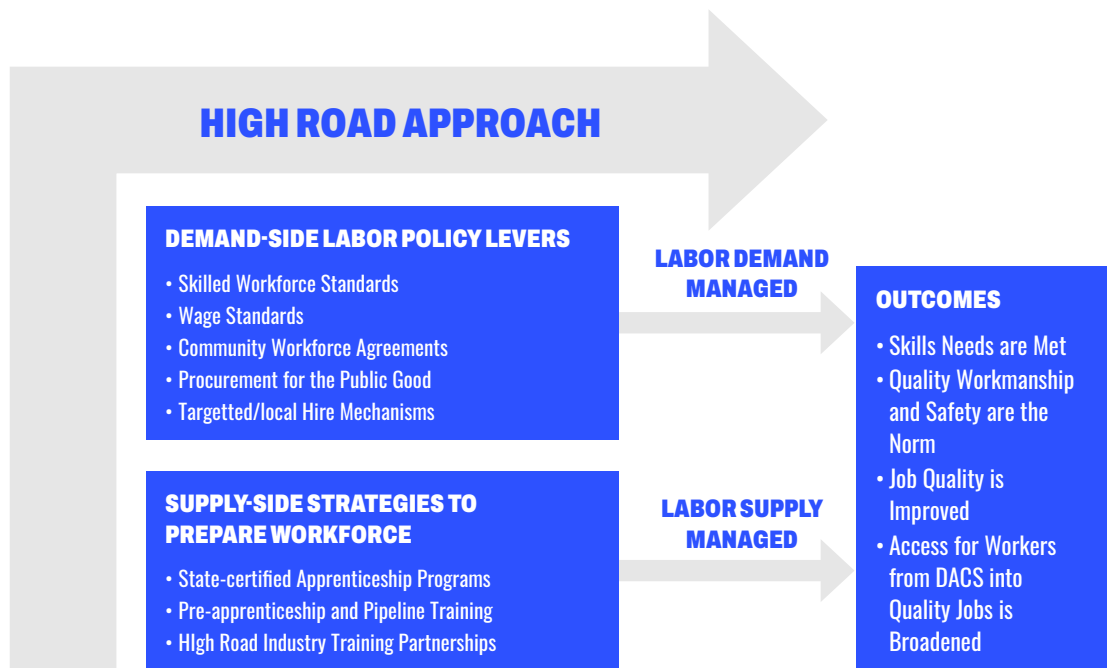 HIGH ROAD APPROACH
DEMAND-SIDE LABOR POLICY LEVERS
• Skilled Workforce Standards
• Wage Standards
• Community Workforce Agreements
• Procurement for the Public Good
• Targetted/local Hire Mechanisms
LABOR DEMAND
MANAGED
SUPPLY-SIDE STRATEGIES TO
PREPARE WORKFORCE
• State-certified Apprenticeship Programs
• Pre-apprenticeship and Pipeline Training
• HIgh Road Industry Training Partnerships
LABOR SUPPLY
MANAGED
OUTCOMES
• Skills Needs are Met
• Quality Workmanship
and Safety are the
Norm
• Job Quality is
Improved
• Access for Workers
from DACS into
Quality Jobs is
Broadened